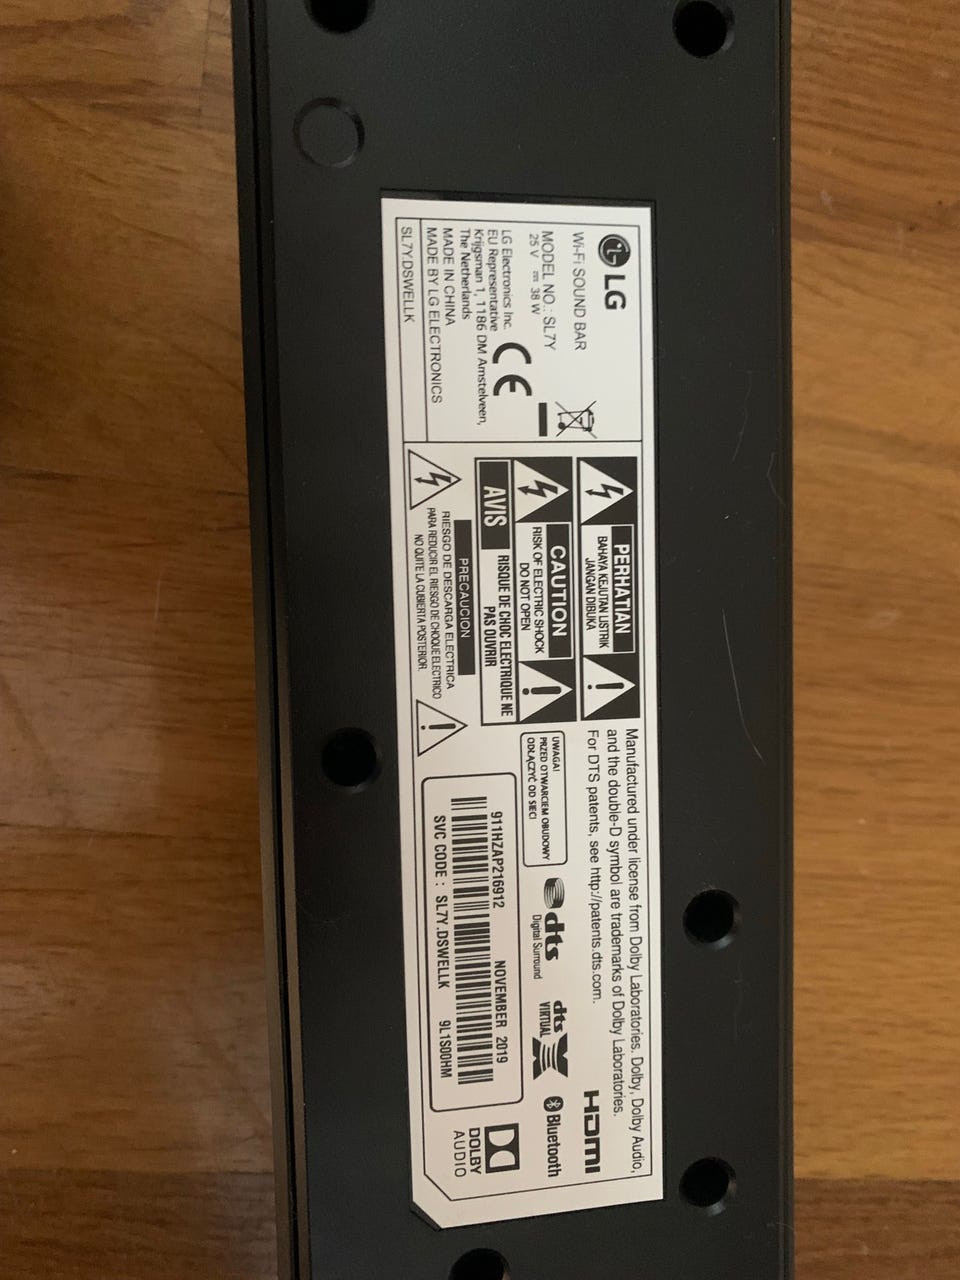 LG
Wi-Fi SOUND BAR
MODEL NO.: SL7Y
25 V ⎓ 38 W
LG Electronics Inc.
EU Representative
Krijgsman 1, 1186 DM Amstelveen,
The Netherlands
MADE IN CHINA
MADE BY LG ELECTRONICS
SL7Y.DSWELLK
CE
PERHATIAN
BAHAYA KEJUTAN LISTRIK
JANGAN DIBUKA
CAUTION
RISK OF ELECTRIC SHOCK
DO NOT OPEN
AVIS
RISQUE DE CHOC ELECTRIQUE NE
PAS OUVRIR
PRECAUCION
RIESGO DE DESCARGA ELECTRICA
PARA REDUCIR EL RIESGO DE CHOQUE ELECTRICO
NO QUITE LA CUBIERTA POSTERIOR
Manufactured under license from Dolby Laboratories. Dolby, Dolby Audio,
and the double-D symbol are trademarks of Dolby Laboratories.
For DTS patents, see http://patents.dts.com.
HDMI
UWAGA!
PRZED OTWARCIEM OBUDOWY
ODŁĄCZYĆ OD SIECI
dts
Digital Surround
dts X
VIRTUAL
Bluetooth
911HZAP216912 NOVEMBER 2019
SVC CODE : SL7Y.DSWELLK 9L1S00HM
DOLBY
AUDIO